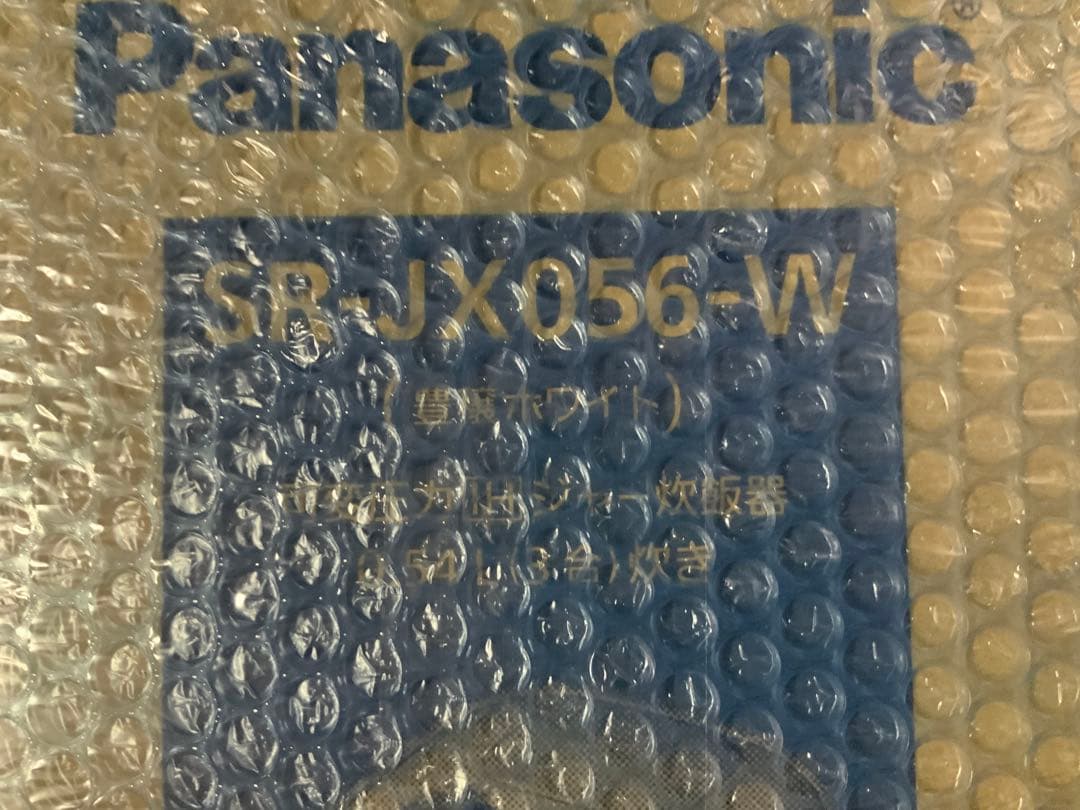 Panasonic®
SR-JX056-W
(豊穣ホワイト)
可変圧力IHジャー炊飯器
0.54L(3合)炊き